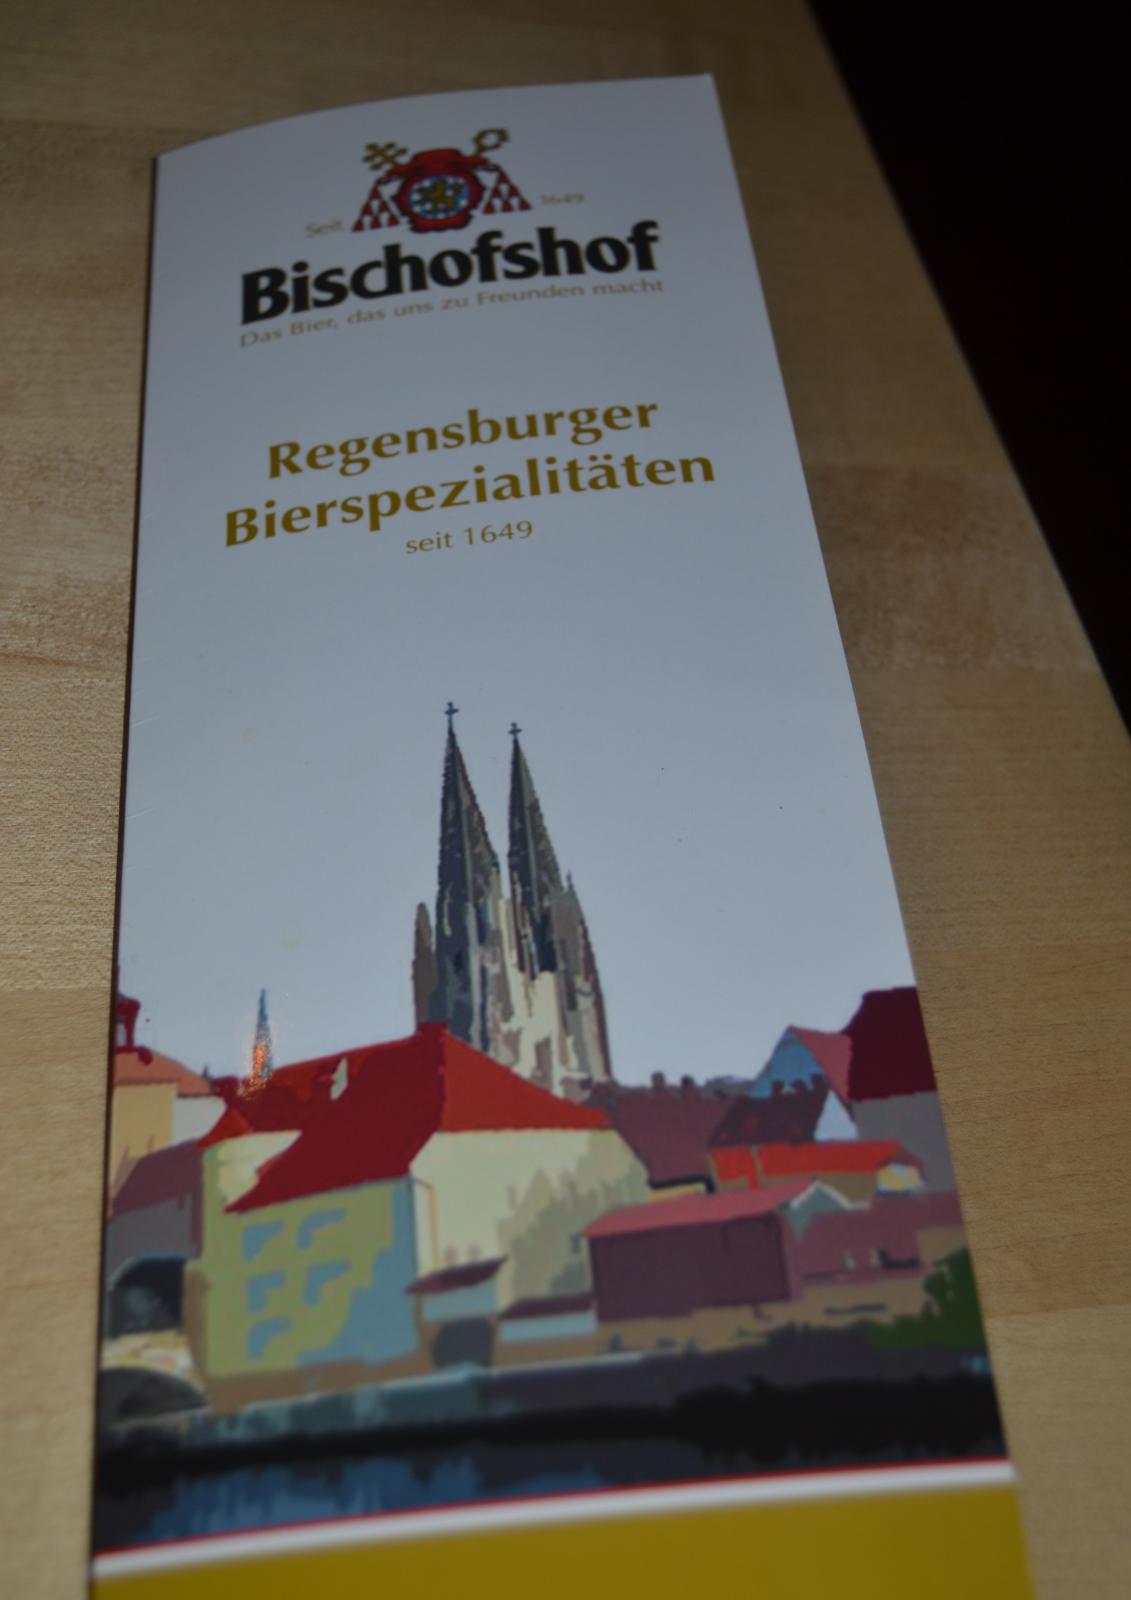 Seit 1649
Bischofshof
Das Bier, das uns zu Freunden macht
Regensburger
Bierspezialitäten
seit 1649